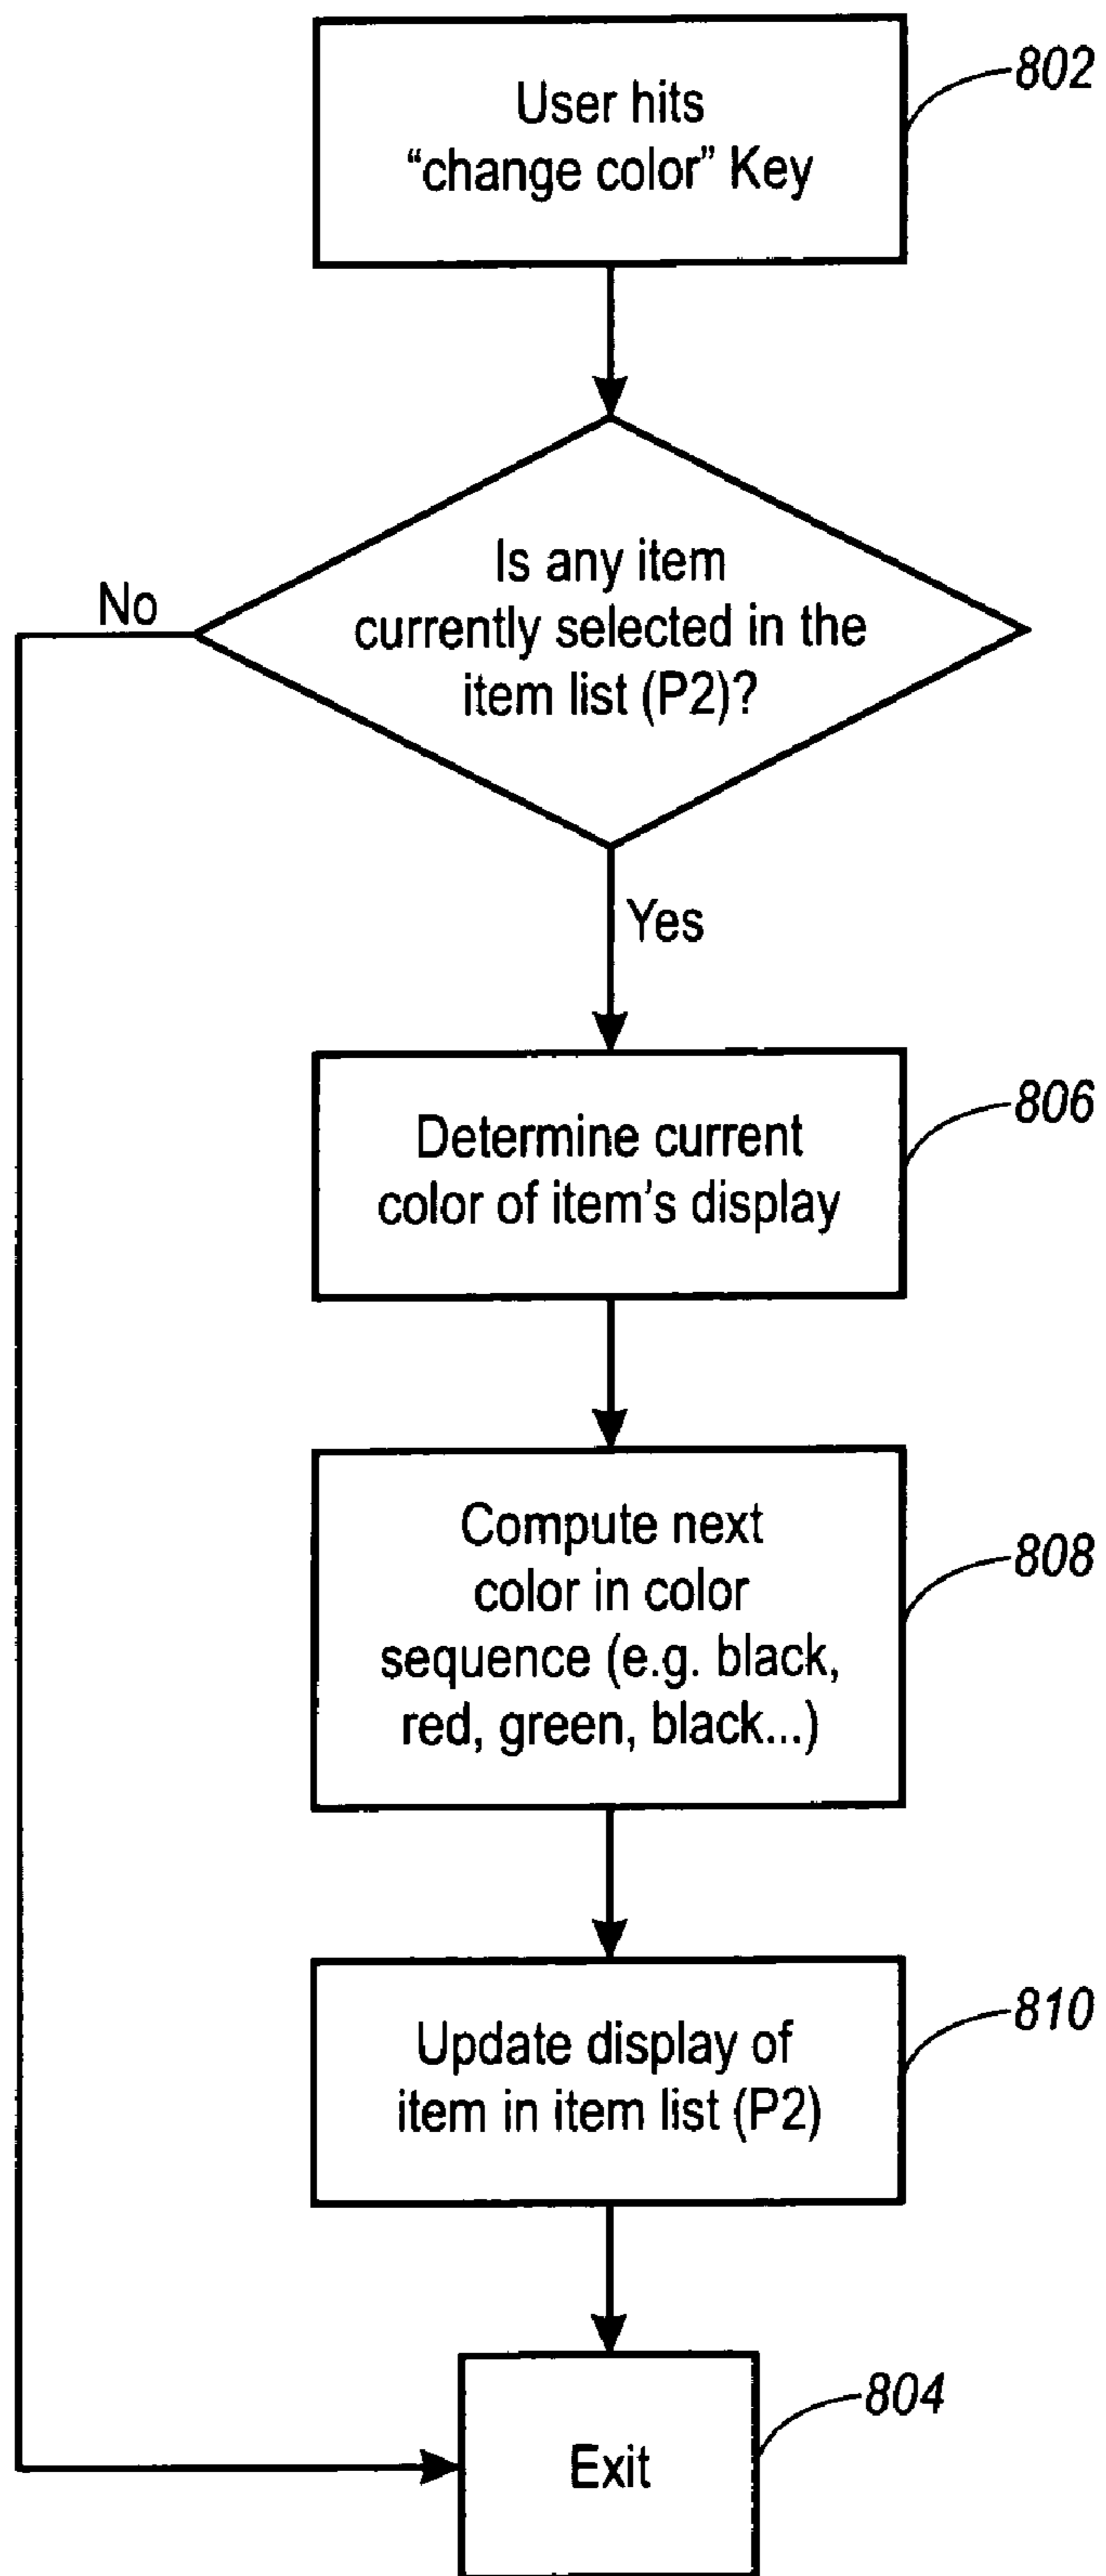 User hits
“change color” Key
802
Is any item
currently selected in the
item list (P2)?
No
Yes
Determine current
color of item’s display
806
Compute next
color in color
sequence (e.g. black,
red, green, black...)
808
Update display of
item in item list (P2)
810
Exit
804